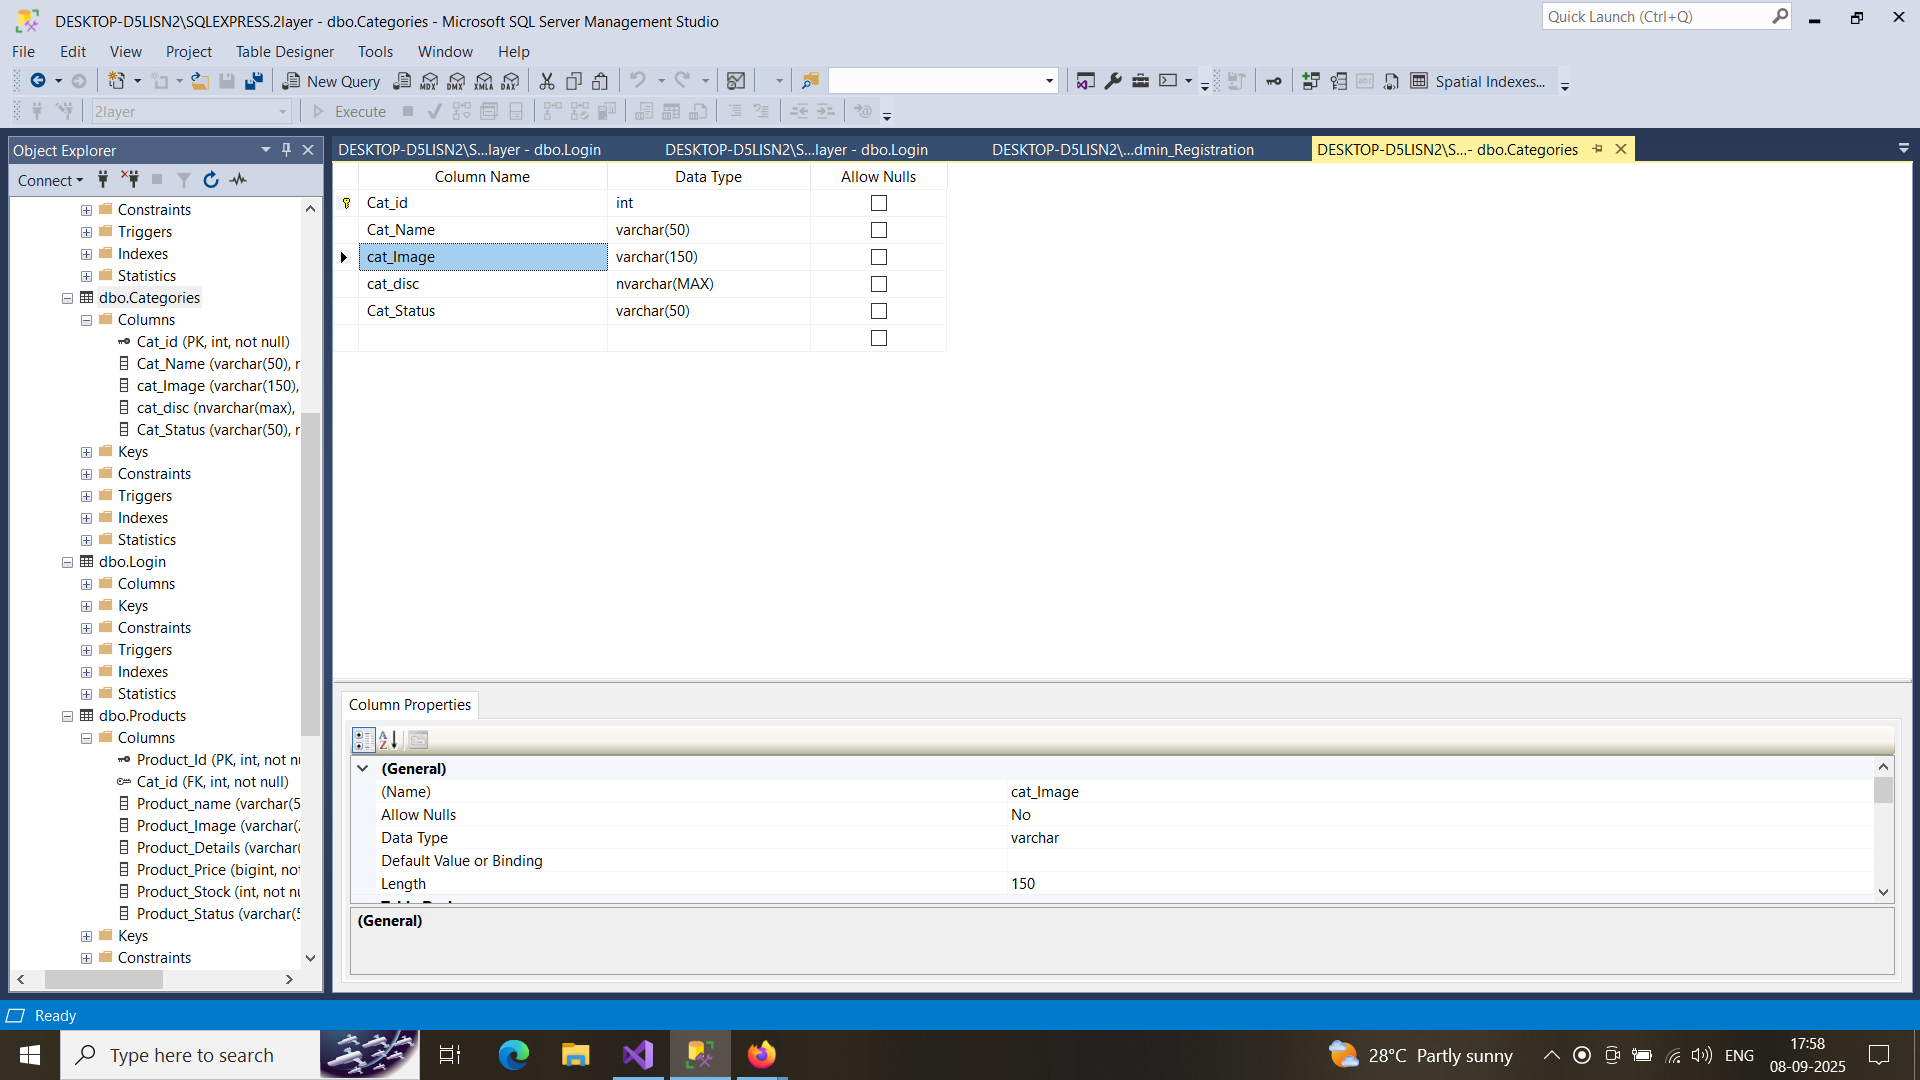 DESKTOP-D5LISN2\SQLEXPRESS.2layer - dbo.Categories - Microsoft SQL Server Management Studio
Quick Launch (Ctrl+Q)
File Edit View Project Table Designer Tools Window Help
New Query MDX DMX XMLA DAX Spatial Indexes...
2layer Execute
Object Explorer
DESKTOP-D5LISN2\S...layer - dbo.Login DESKTOP-D5LISN2\S...layer - dbo.Login DESKTOP-D5LISN2\...dmin_Registration DESKTOP-D5LISN2\S...- dbo.Categories
Connect
Constraints
Triggers
Indexes
Statistics
dbo.Categories
Columns
Cat_id (PK, int, not null)
Cat_Name (varchar(50), r
cat_Image (varchar(150),
cat_disc (nvarchar(max),
Cat_Status (varchar(50), r
Keys
Constraints
Triggers
Indexes
Statistics
dbo.Login
Columns
Keys
Constraints
Triggers
Indexes
Statistics
dbo.Products
Columns
Product_Id (PK, int, not nu
Cat_id (FK, int, not null)
Product_name (varchar(5
Product_Image (varchar(
Product_Details (varchar(
Product_Price (bigint, not
Product_Stock (int, not nu
Product_Status (varchar(5
Keys
Constraints
Column Name Data Type Allow Nulls
Cat_id int
Cat_Name varchar(50)
cat_Image varchar(150)
cat_disc nvarchar(MAX)
Cat_Status varchar(50)
Column Properties
(General)
(Name) cat_Image
Allow Nulls No
Data Type varchar
Default Value or Binding
Length 150
(General)
Ready
Type here to search
28°C Partly sunny
ENG
17:58
08-09-2025